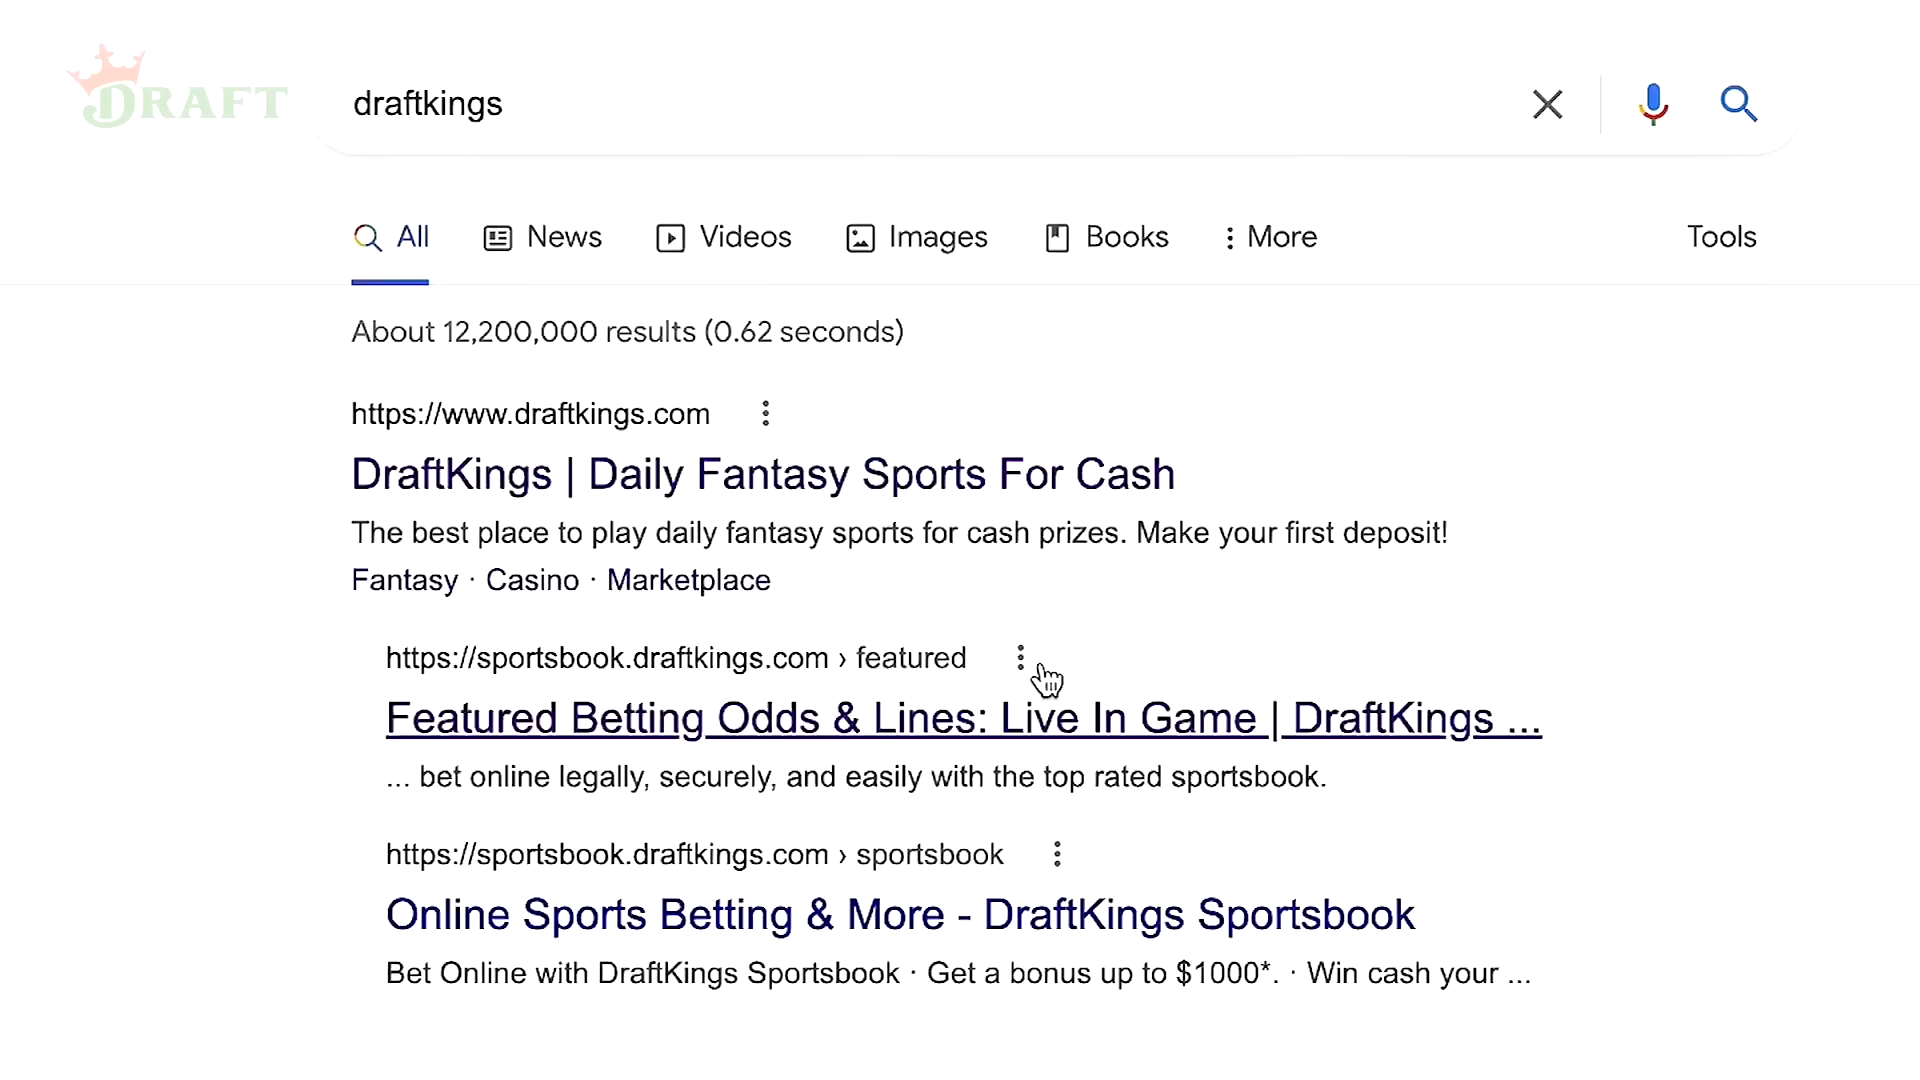 DRAFT
draftkings
All
News
Videos
Images
Books
More
Tools
About 12,200,000 results (0.62 seconds)
https://www.draftkings.com
DraftKings | Daily Fantasy Sports For Cash
The best place to play daily fantasy sports for cash prizes. Make your first deposit!
Fantasy · Casino · Marketplace
https://sportsbook.draftkings.com › featured
Featured Betting Odds & Lines: Live In Game | DraftKings ...
... bet online legally, securely, and easily with the top rated sportsbook.
https://sportsbook.draftkings.com › sportsbook
Online Sports Betting & More - DraftKings Sportsbook
Bet Online with DraftKings Sportsbook · Get a bonus up to $1000*. · Win cash your ...